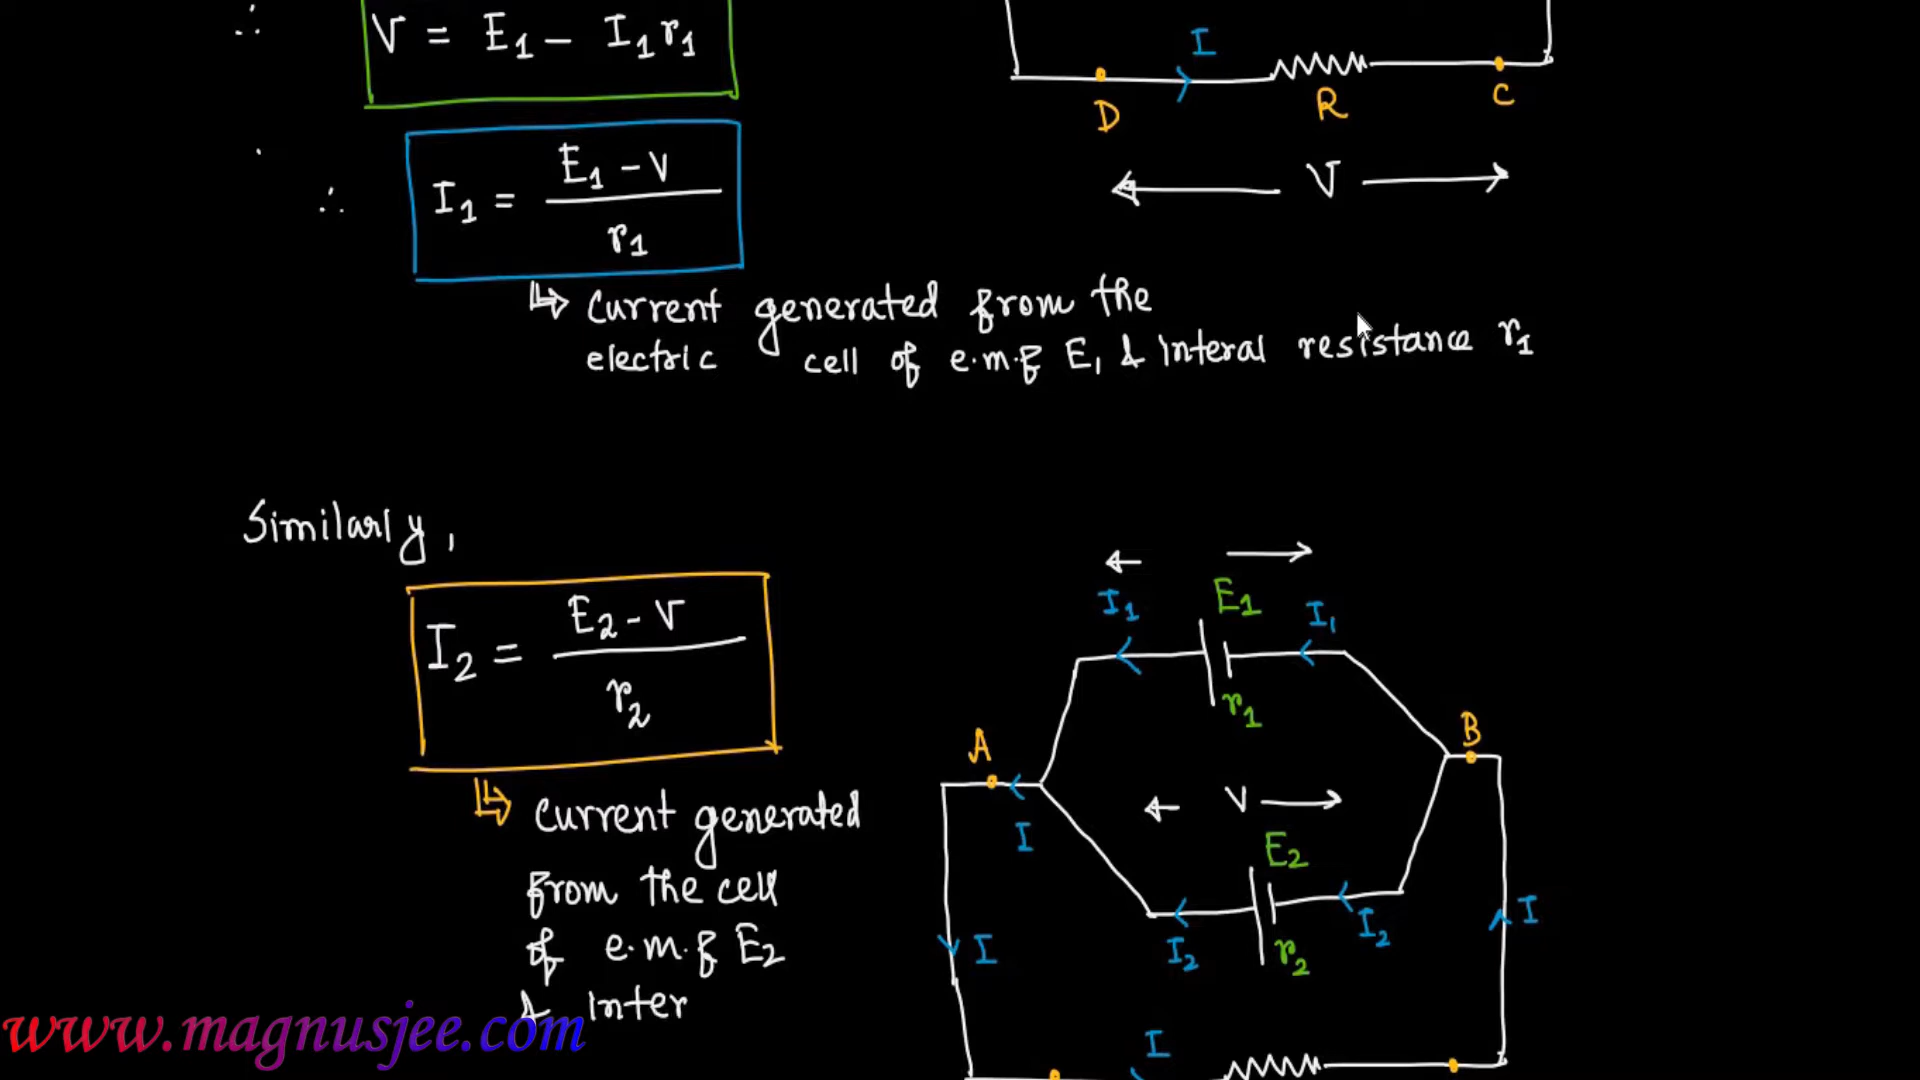 ∴ V = E₁ - I₁r₁
I
D R C
V
∴ I₁ = (E₁ - V) / r₁
Current generated from the
electric cell of e.m.f E₁ & interal resistance r₁
Similarly,
I₂ = (E₂ - V) / r₂
Current generated
from the cell
of e.m.f E₂
& inter
E₁
I₁ I₁
r₁
A B
V
I
E₂
I₂ I₂
r₂
I I
I
www.magnusjee.com